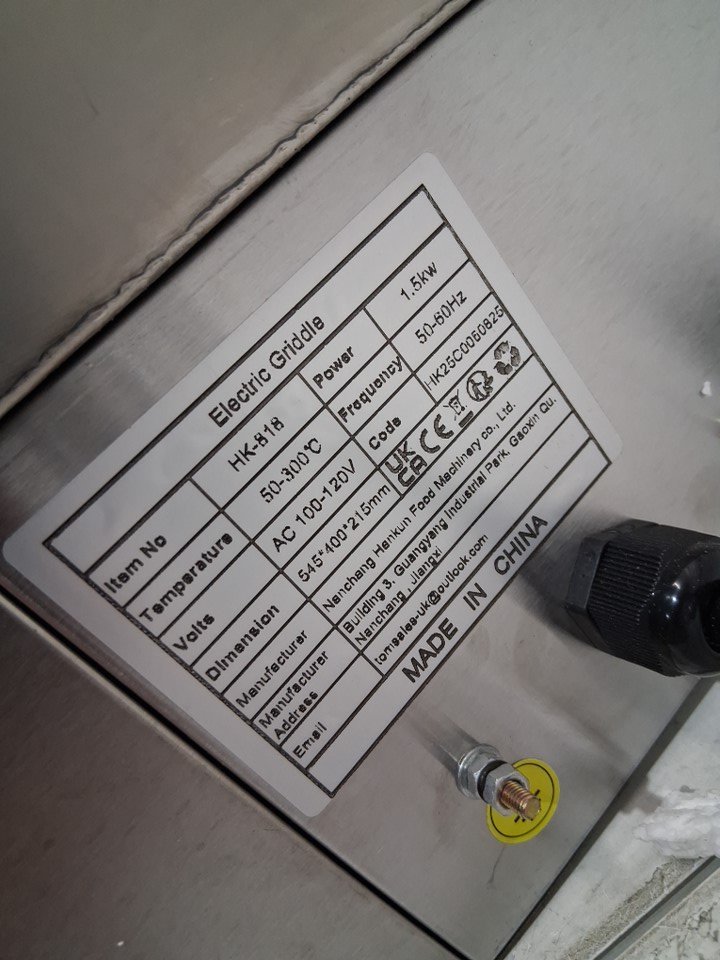 Electric Griddle
Item No HK-818 Power 1.5kw
Temperature 50-300℃ Frequency 50-60Hz
Volts AC 100-120V Code HK25C0050625
Dimension 545*400*215mm UK CA CE
Manufacturer Nanchang Henkun Food Machinery co., Ltd.
Manufacturer Address Building 3, Guangyang Industrial Park, Gaoxin Qu.
Nanchang , Jiangxi
Email tomsales-uk@outlook.com
MADE IN CHINA